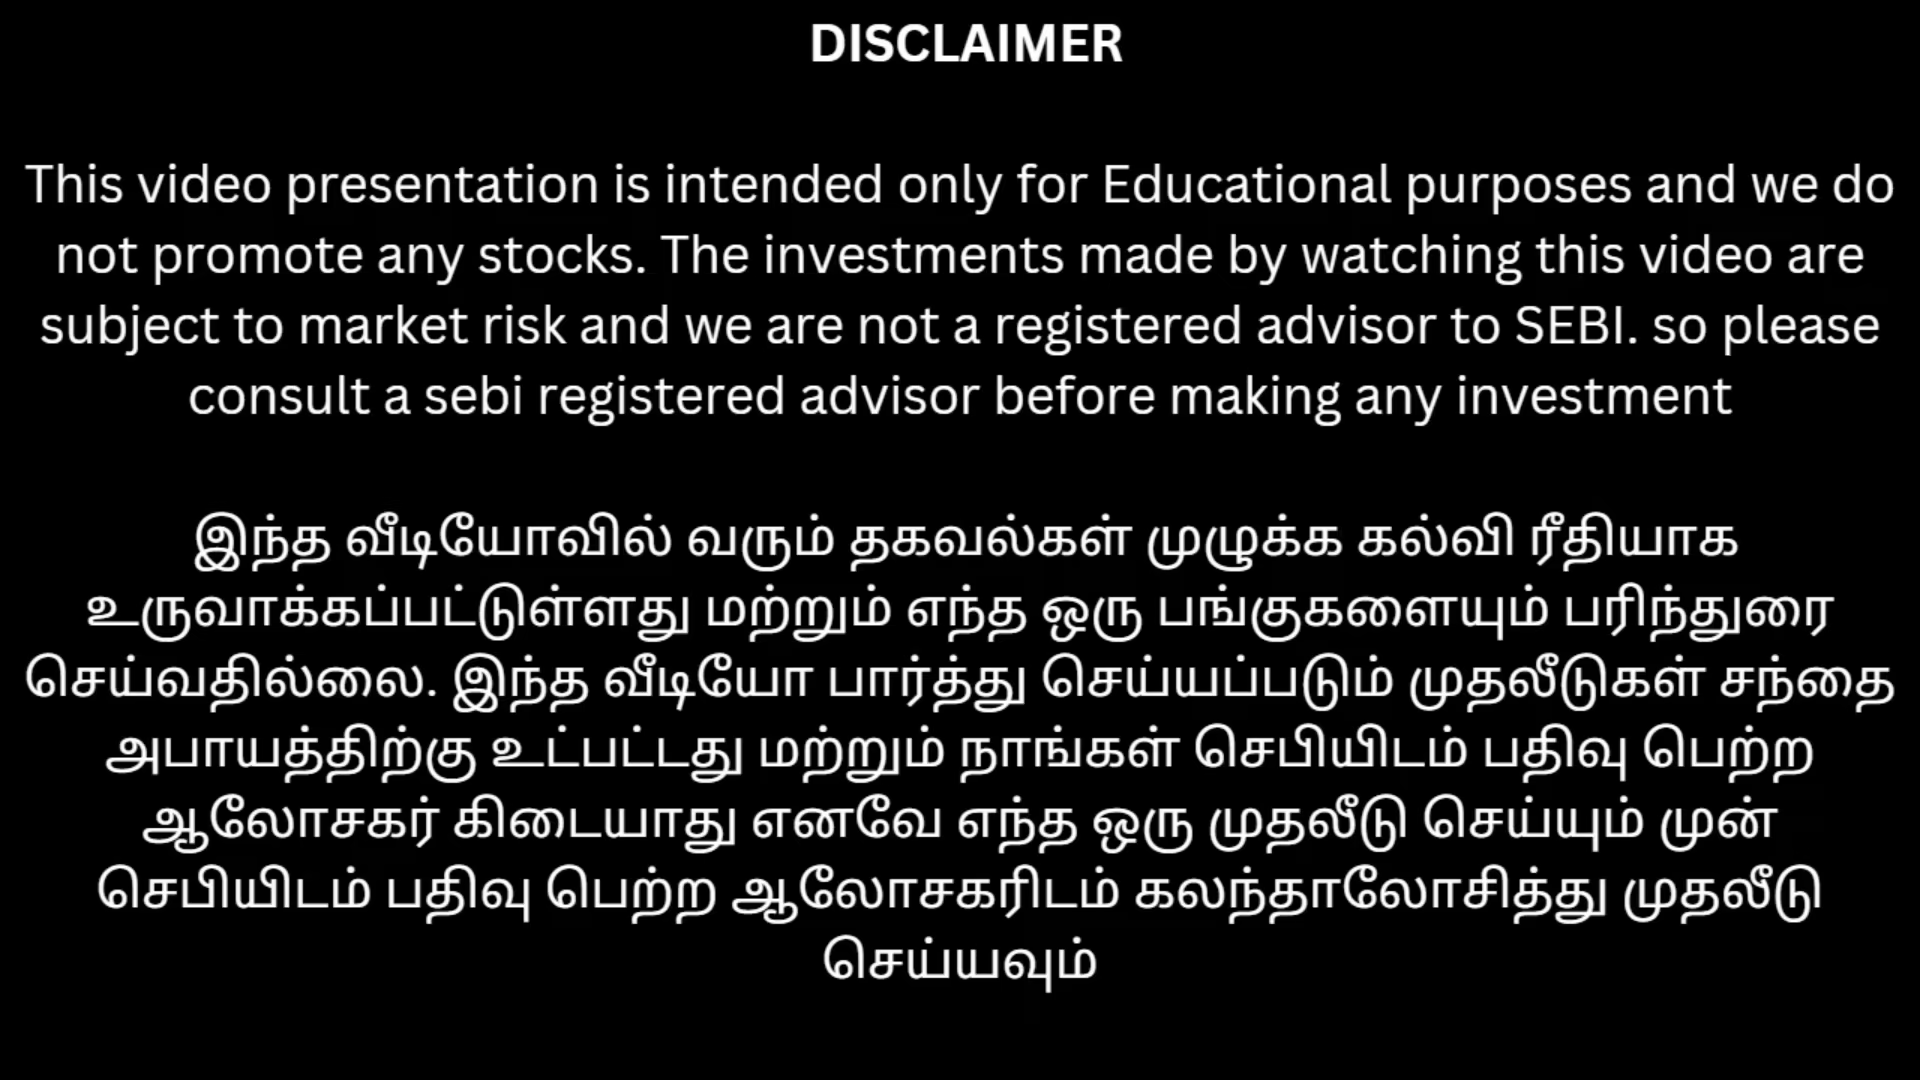 DISCLAIMER
This video presentation is intended only for Educational purposes and we do
not promote any stocks. The investments made by watching this video are
subject to market risk and we are not a registered advisor to SEBI. so please
consult a sebi registered advisor before making any investment
இந்த வீடியோவில் வரும் தகவல்கள் முழுக்க கல்வி ரீதியாக
உருவாக்கப்பட்டுள்ளது மற்றும் எந்த ஒரு பங்குகளையும் பரிந்துரை
செய்வதில்லை. இந்த வீடியோ பார்த்து செய்யப்படும் முதலீடுகள் சந்தை
அபாயத்திற்கு உட்பட்டது மற்றும் நாங்கள் செபியிடம் பதிவு பெற்ற
ஆலோசகர் கிடையாது எனவே எந்த ஒரு முதலீடு செய்யும் முன்
செபியிடம் பதிவு பெற்ற ஆலோசகரிடம் கலந்தாலோசித்து முதலீடு
செய்யவும்